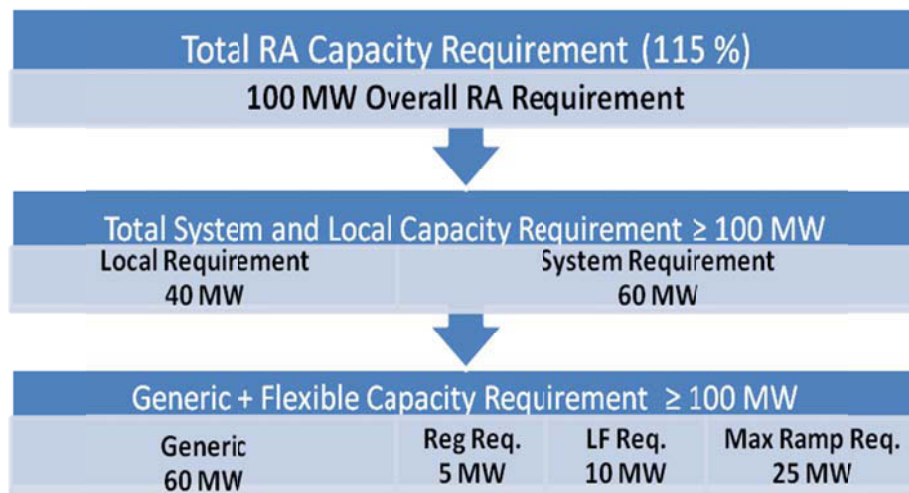 Total RA Capacity Requirement (115 %)
100 MW Overall RA Requirement
Total System and Local Capacity Requirement ≥ 100 MW
Local Requirement
40 MW
System Requirement
60 MW
Generic + Flexible Capacity Requirement ≥ 100 MW
Generic
60 MW
Reg Req.
5 MW
LF Req.
10 MW
Max Ramp Req.
25 MW